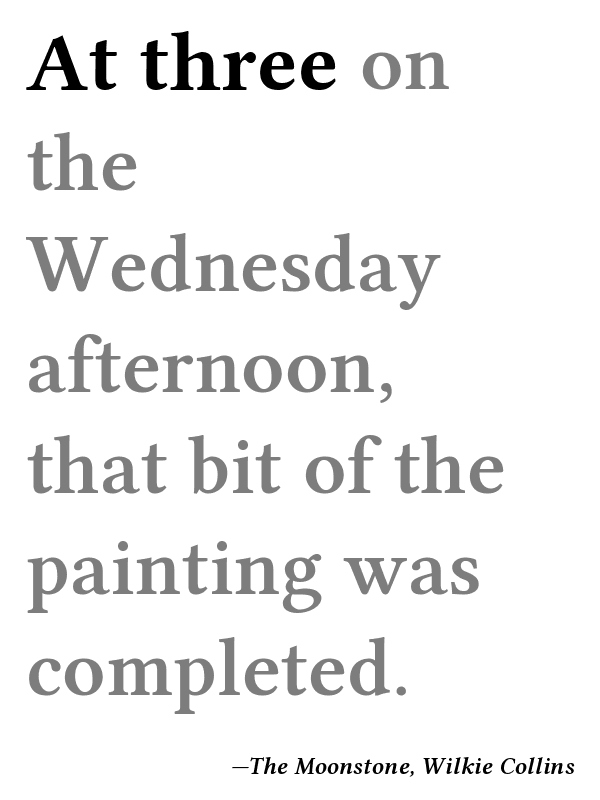 At three on
the
Wednesday
afternoon,
that bit of the
painting was
completed.
—The Moonstone, Wilkie Collins